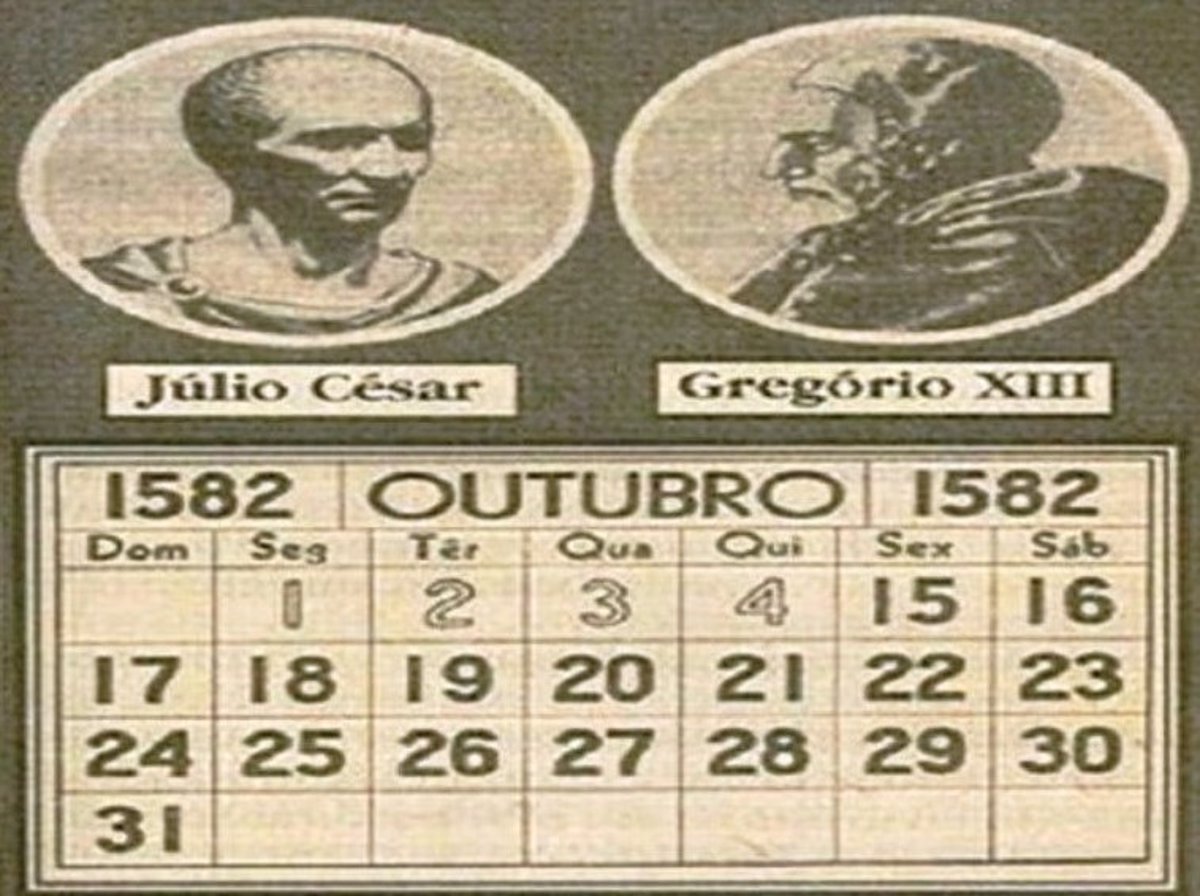 Júlio César
Gregório XIII
1582 OUTUBRO 1582
Dom Seg Têr Qua Qui Sex Sáb
1 2 3 4 15 16
17 18 19 20 21 22 23
24 25 26 27 28 29 30
31